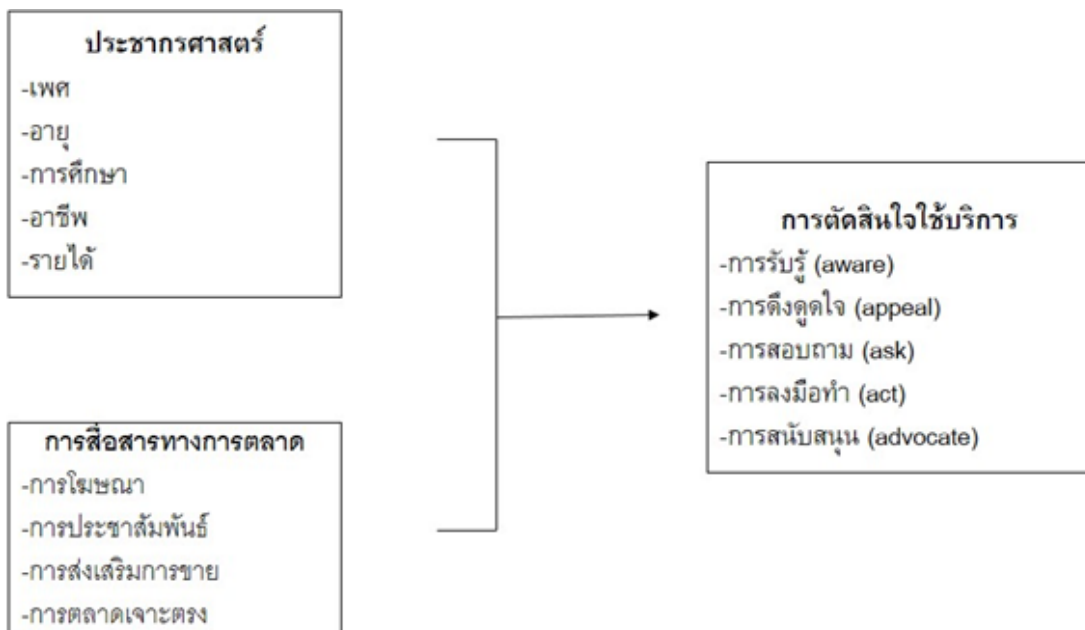 ประชากรศาสตร์
-เพศ
-อายุ
-การศึกษา
-อาชีพ
-รายได้
การสื่อสารทางการตลาด
-การโฆษณา
-การประชาสัมพันธ์
-การส่งเสริมการขาย
-การตลาดเจาะตรง
การตัดสินใจใช้บริการ
-การรับรู้ (aware)
-การดึงดูดใจ (appeal)
-การสอบถาม (ask)
-การลงมือทำ (act)
-การสนับสนุน (advocate)